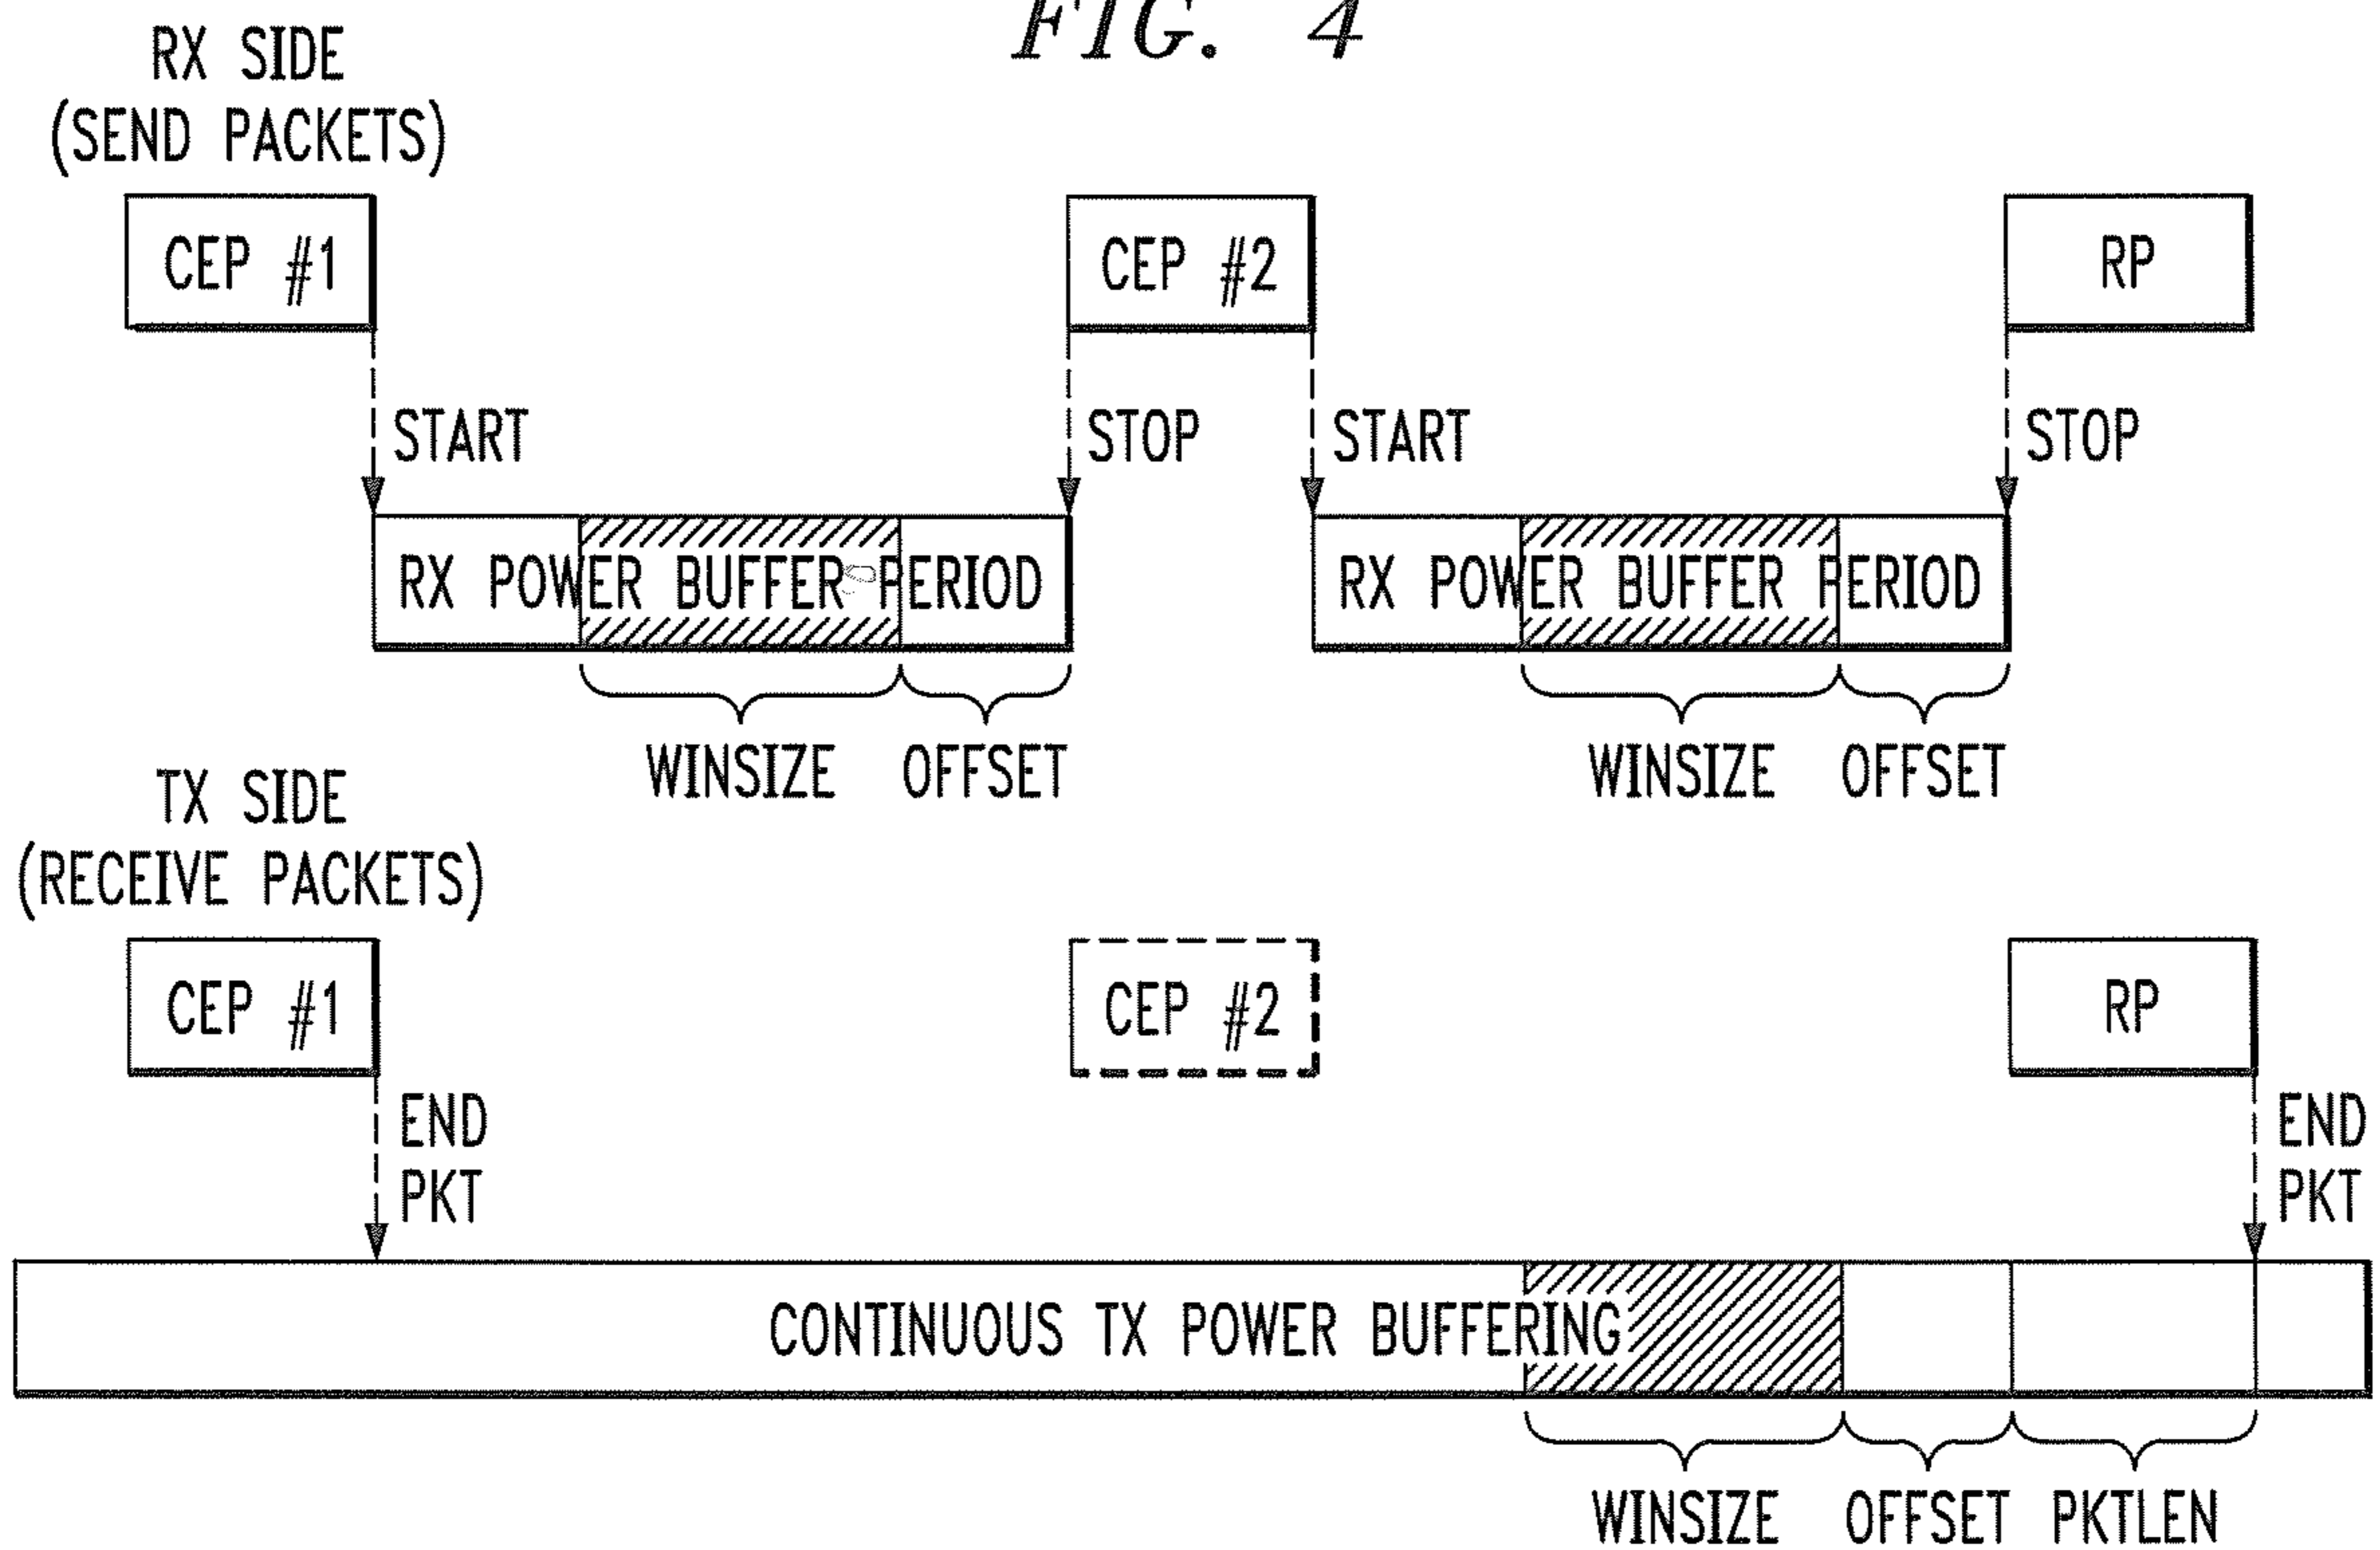 FIG. 4
RX SIDE
(SEND PACKETS)
CEP #1
CEP #2
RP
START
STOP
START
STOP
RX POWER BUFFER PERIOD
RX POWER BUFFER PERIOD
WINSIZE
OFFSET
WINSIZE
OFFSET
TX SIDE
(RECEIVE PACKETS)
CEP #1
CEP #2
RP
END
PKT
END
PKT
CONTINUOUS TX POWER BUFFERING
WINSIZE
OFFSET
PKTLEN